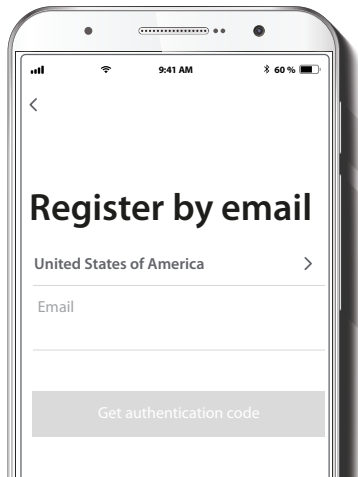 9:41 AM 60 %
Register by email
United States of America
Email
Get authentication code